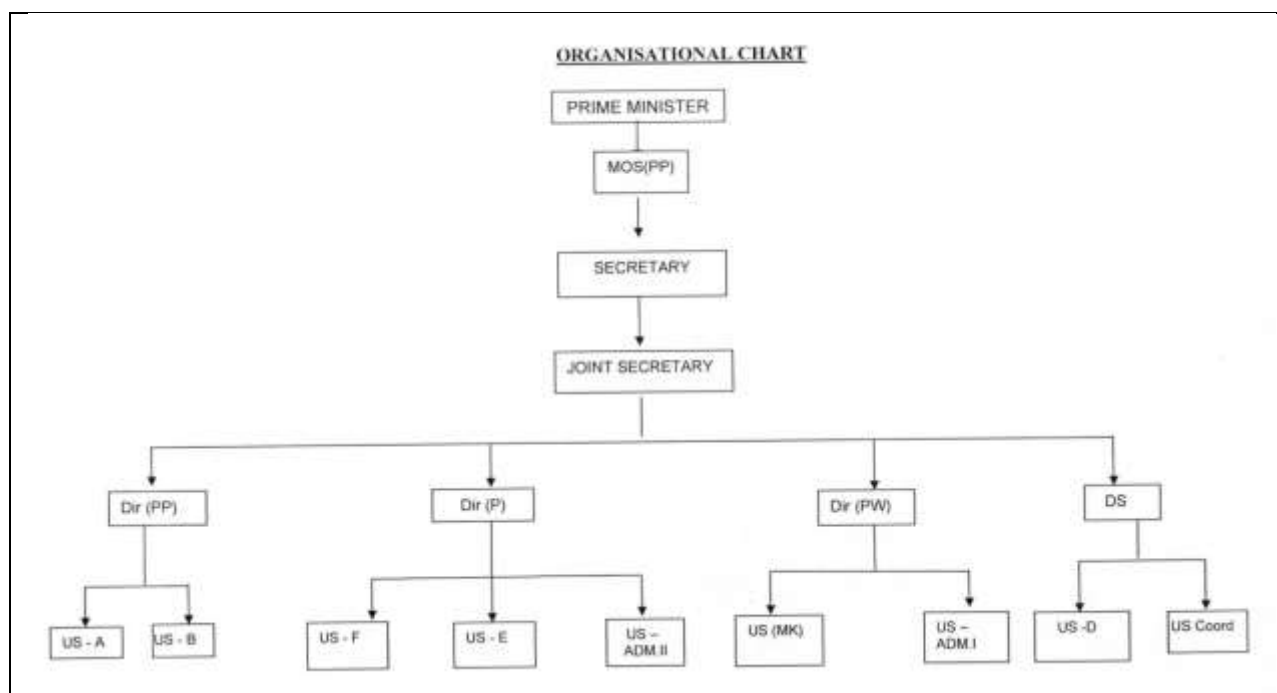 ORGANISATIONAL CHART
PRIME MINISTER
MOS(PP)
SECRETARY
JOINT SECRETARY
Dir (PP)
Dir (P)
Dir (PW)
DS
US - A
US - B
US - F
US - E
US –
ADM.II
US (MK)
US –
ADM.I
US -D
US Coord